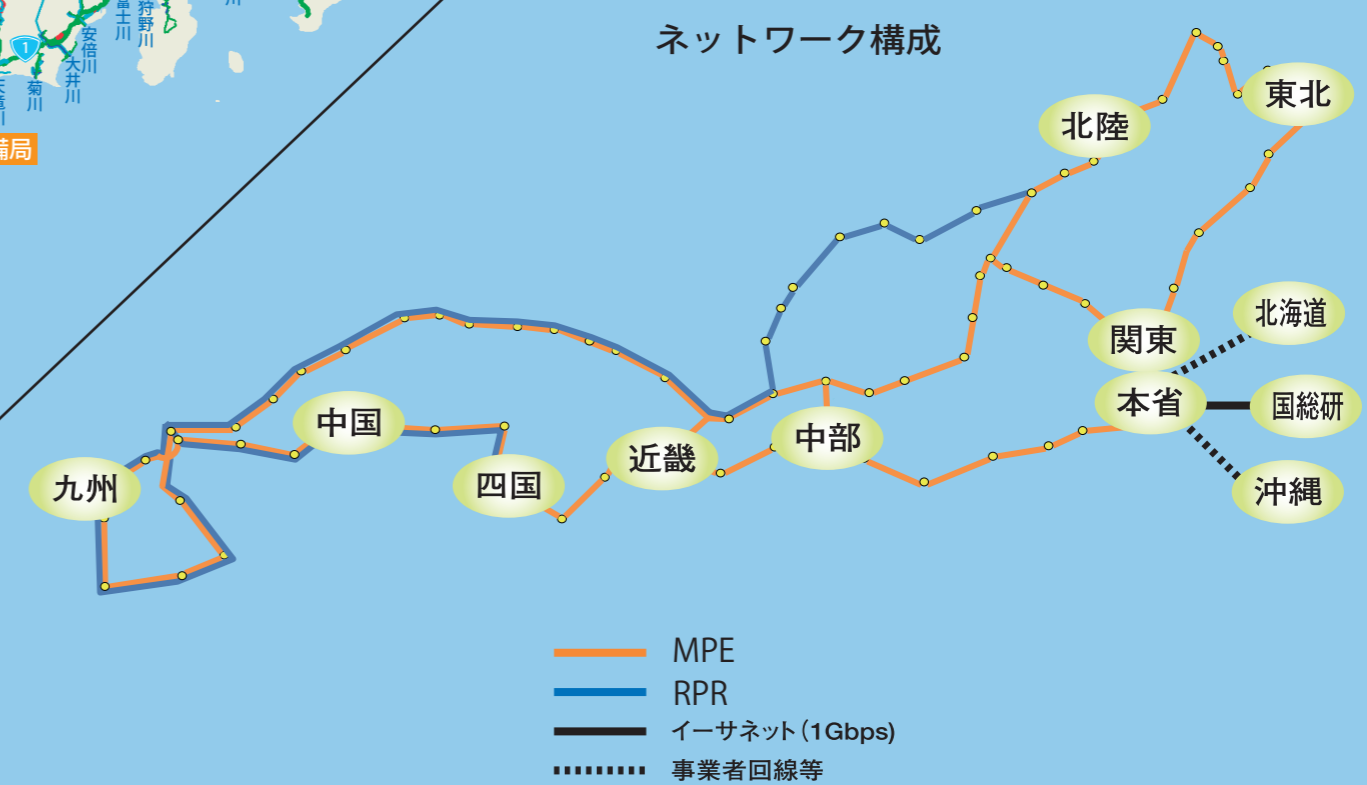 富士川
狩野川
安倍川
1
大井川
菊川
備局
ネットワーク構成
東北
北陸
北海道
関東
本省
国総研
中国
中部
近畿
四国
九州
沖縄
MPE
RPR
イーサネット(1Gbps)
事業者回線等